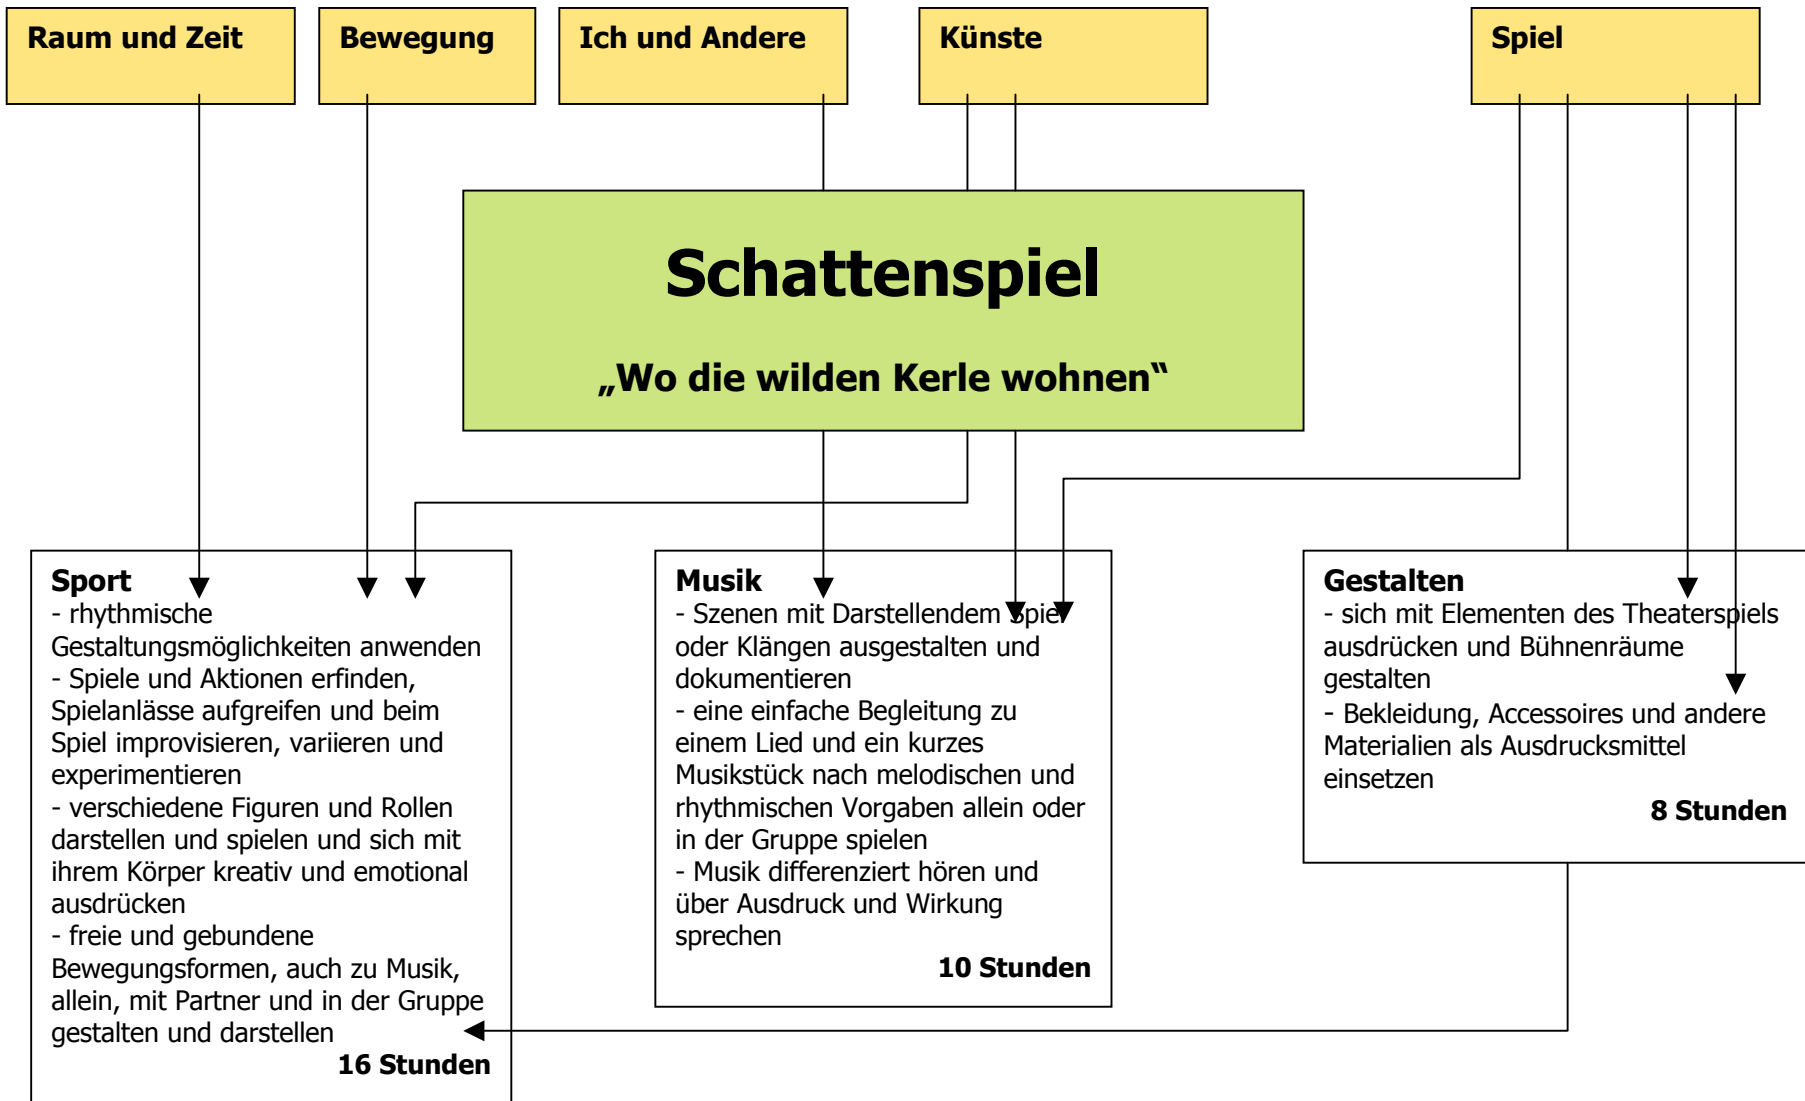 Raum und Zeit
Bewegung
Ich und Andere
Künste
Spiel
Schattenspiel
„Wo die wilden Kerle wohnen“
Sport
- rhythmische
Gestaltungsmöglichkeiten anwenden
- Spiele und Aktionen erfinden,
Spielanlässe aufgreifen und beim
Spiel improvisieren, variieren und
experimentieren
- verschiedene Figuren und Rollen
darstellen und spielen und sich mit
ihrem Körper kreativ und emotional
ausdrücken
- freie und gebundene
Bewegungsformen, auch zu Musik,
allein, mit Partner und in der Gruppe
gestalten und darstellen
16 Stunden
Musik
- Szenen mit Darstellendem Spiel
oder Klängen ausgestalten und
dokumentieren
- eine einfache Begleitung zu
einem Lied und ein kurzes
Musikstück nach melodischen und
rhythmischen Vorgaben allein oder
in der Gruppe spielen
- Musik differenziert hören und
über Ausdruck und Wirkung
sprechen
10 Stunden
Gestalten
- sich mit Elementen des Theaterspiels
ausdrücken und Bühnenräume
gestalten
- Bekleidung, Accessoires und andere
Materialien als Ausdrucksmittel
einsetzen
8 Stunden